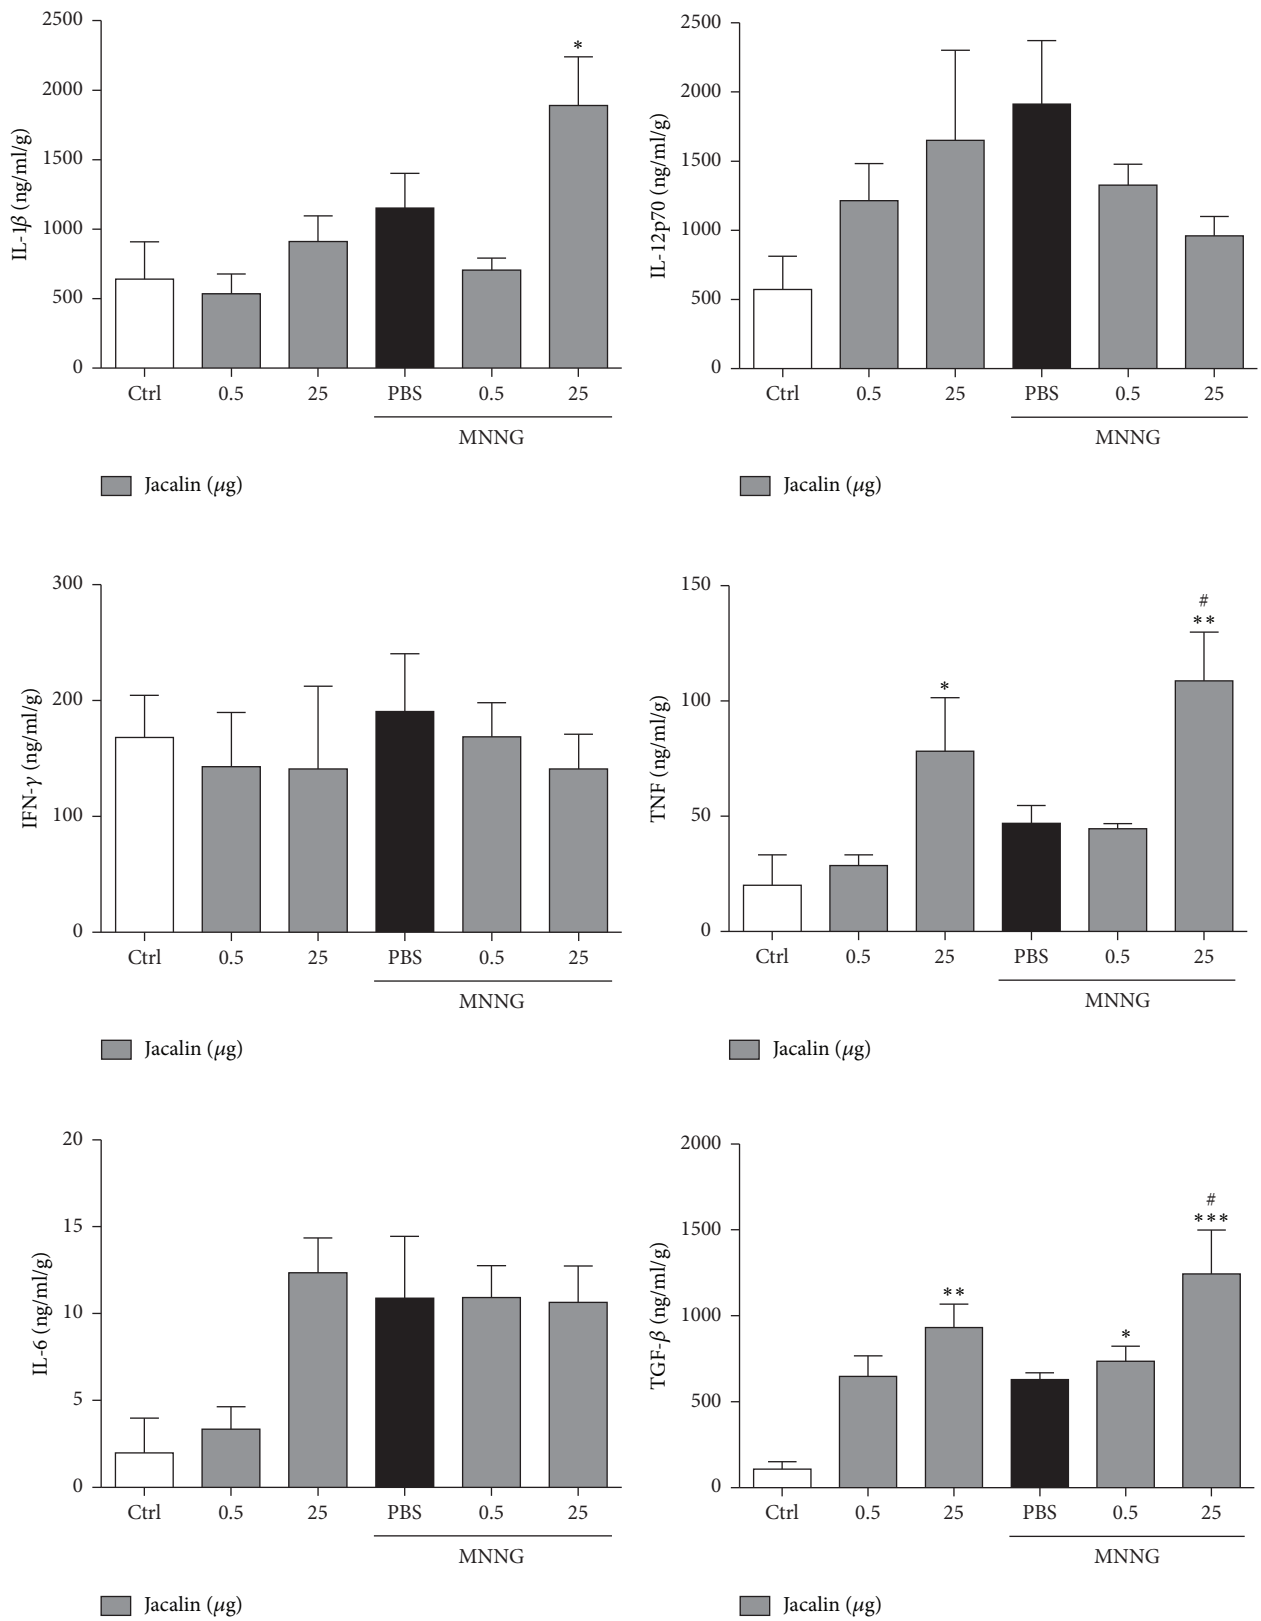 2500
2000
1500
1000
500
0
IL-1β (ng/ml/g)
*
Ctrl 0.5 25 PBS 0.5 25
MNNG
Jacalin (μg)
2500
2000
1500
1000
500
0
IL-12p70 (ng/ml/g)
Ctrl 0.5 25 PBS 0.5 25
MNNG
Jacalin (μg)
300
200
100
0
IFN-γ (ng/ml/g)
Ctrl 0.5 25 PBS 0.5 25
MNNG
Jacalin (μg)
150
100
50
0
TNF (ng/ml/g)
#
**
*
Ctrl 0.5 25 PBS 0.5 25
MNNG
Jacalin (μg)
20
15
10
5
0
IL-6 (ng/ml/g)
Ctrl 0.5 25 PBS 0.5 25
MNNG
Jacalin (μg)
2000
1500
1000
500
0
TGF-β (ng/ml/g)
#
***
**
*
Ctrl 0.5 25 PBS 0.5 25
MNNG
Jacalin (μg)